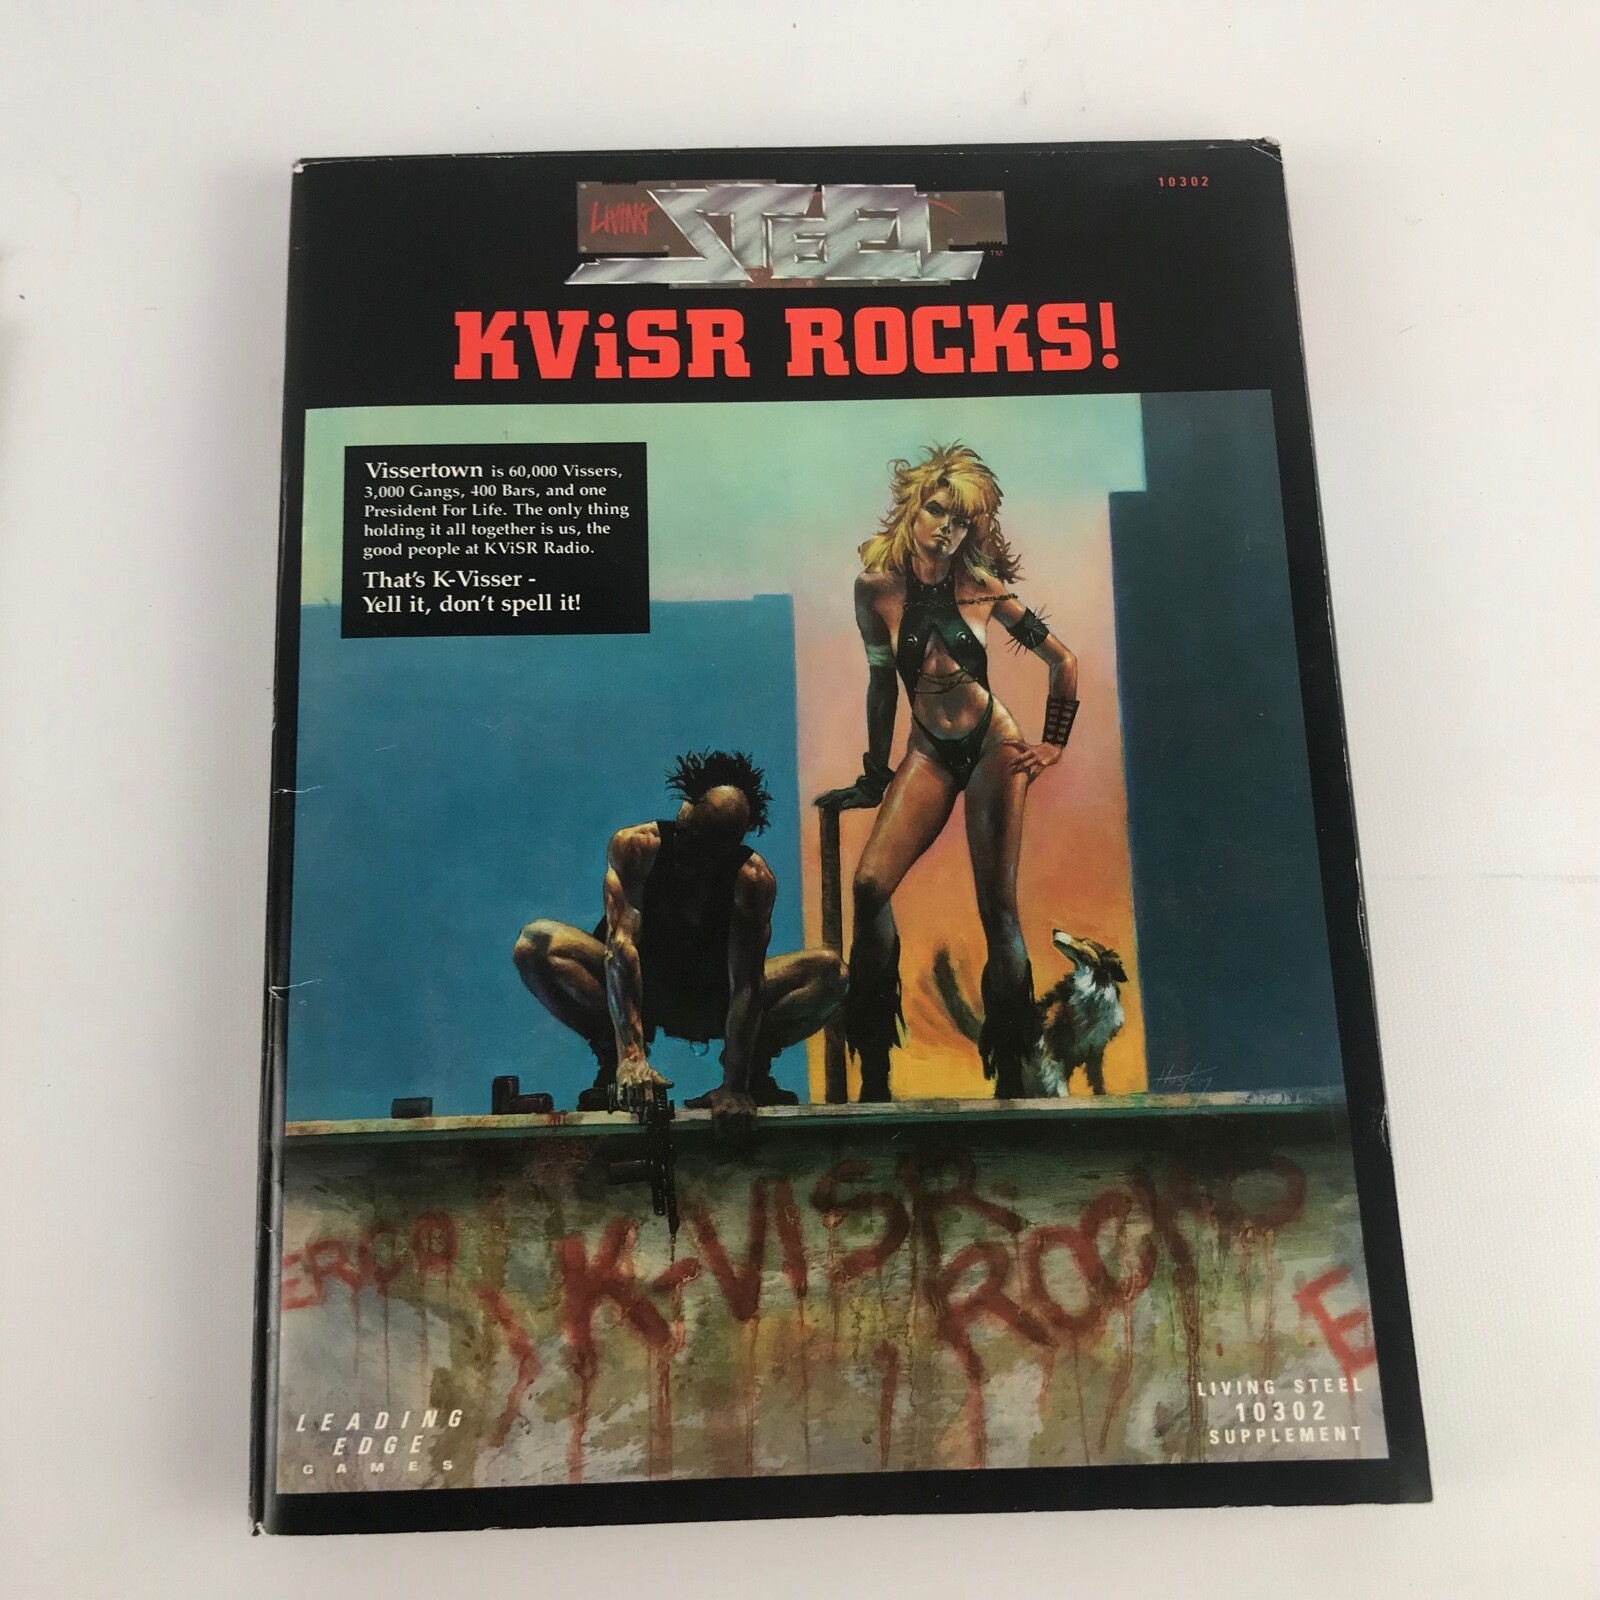 10302
LIVING STEEL TM
KViSR ROCKS!
Vissertown is 60,000 Vissers,
3,000 Gangs, 400 Bars, and one
President For Life. The only thing
holding it all together is us, the
good people at KViSR Radio.
That's K-Visser -
Yell it, don't spell it!
ERCO
K-VISR
ROCKS
E
LEADING
EDGE
GAMES
LIVING STEEL
10302
SUPPLEMENT